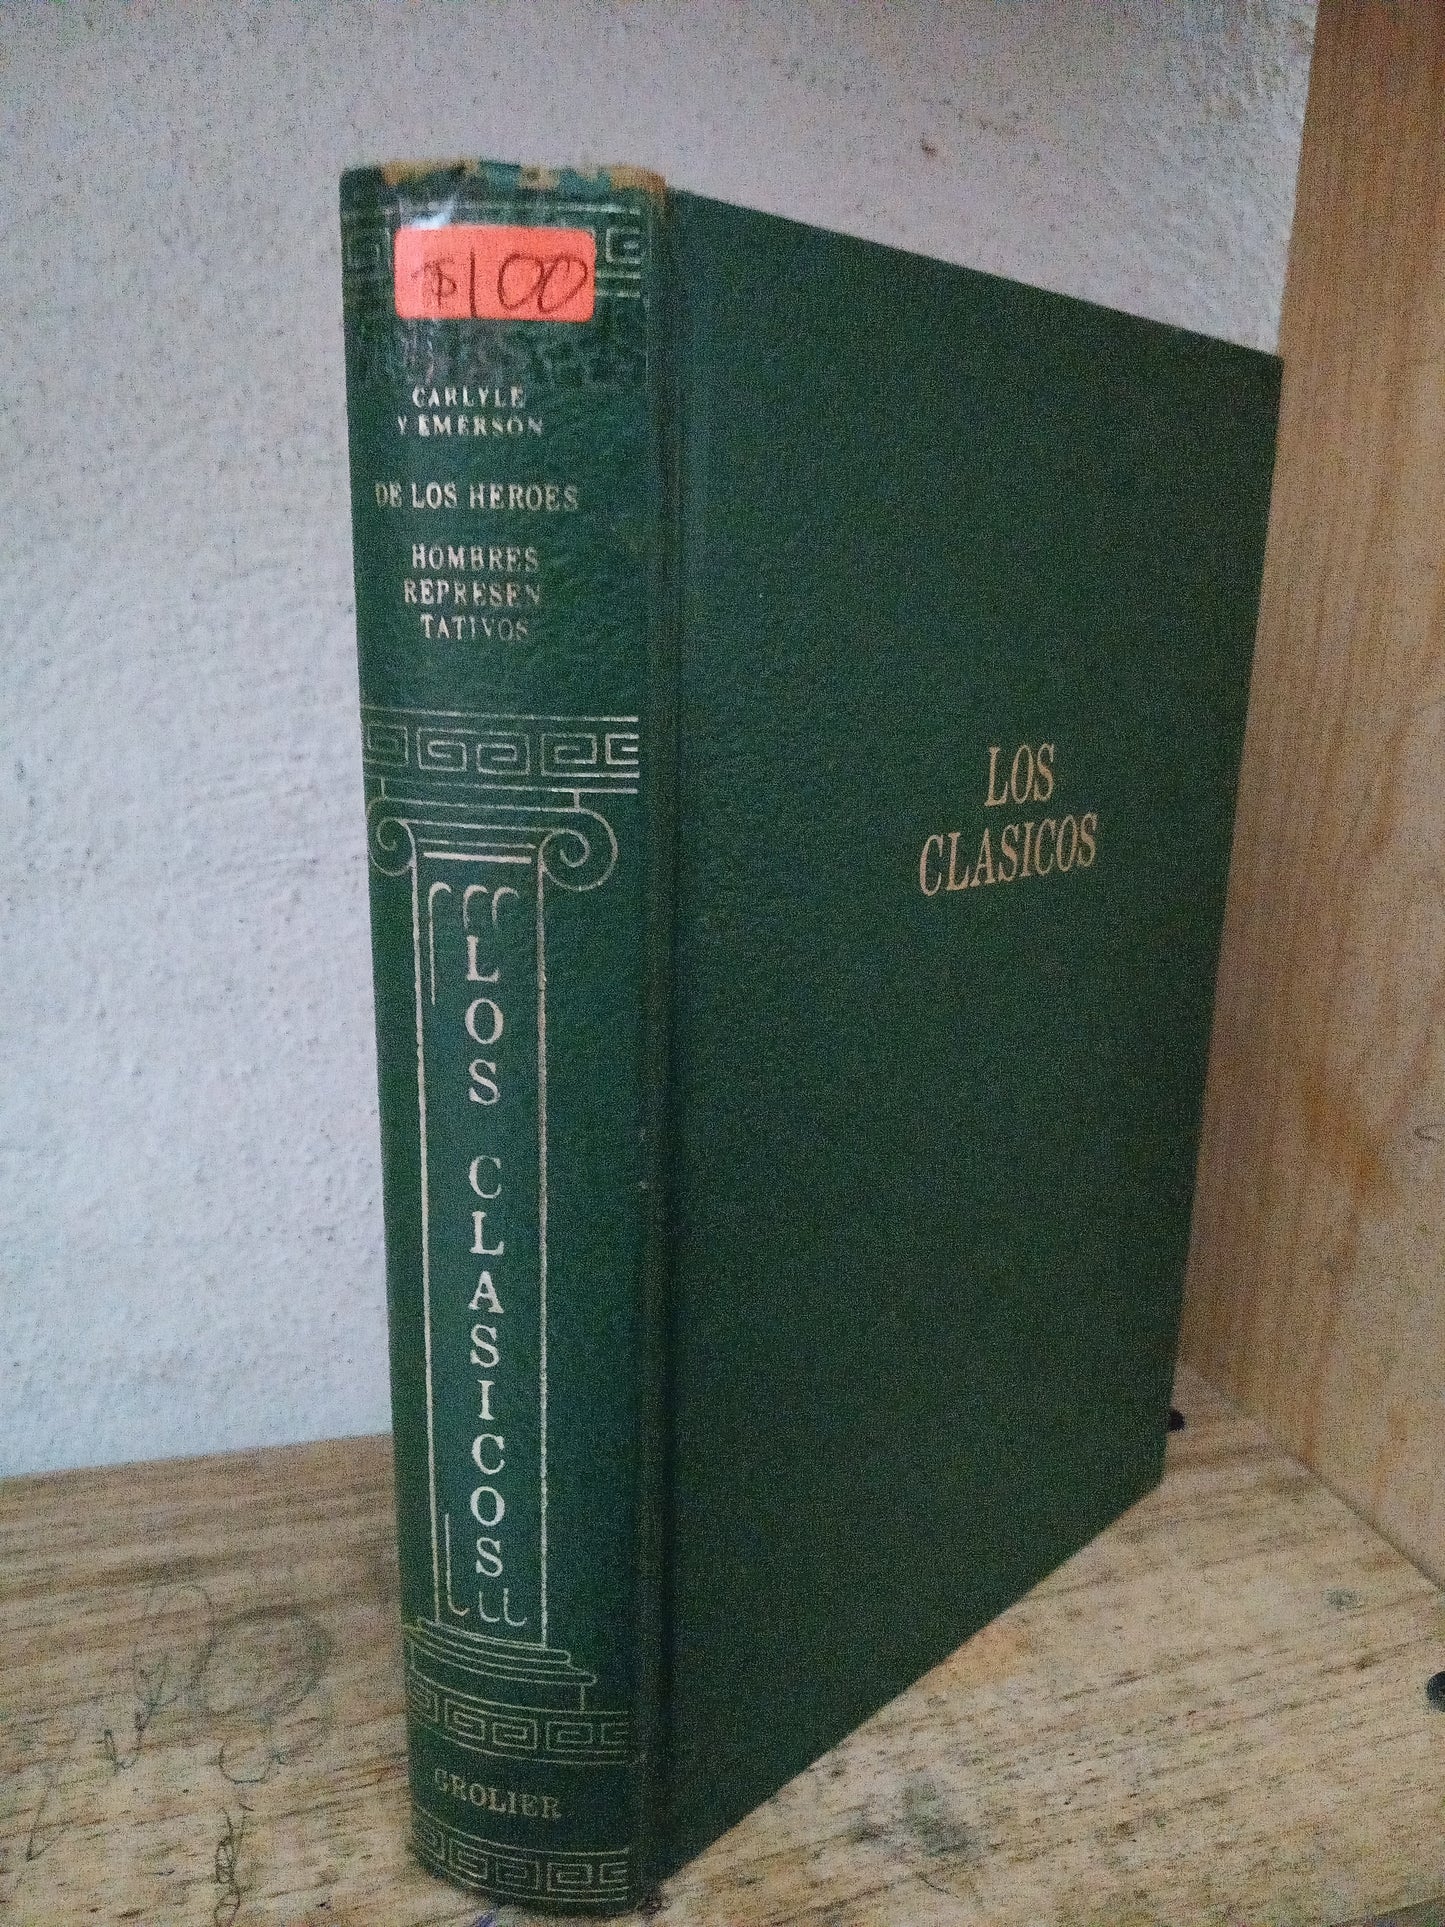 $100
CARLYLE
Y EMERSON
DE LOS HEROES
HOMBRES
REPRESEN
TATIVOS
LOS CLASICOS
GROLIER
LOS
CLASICOS